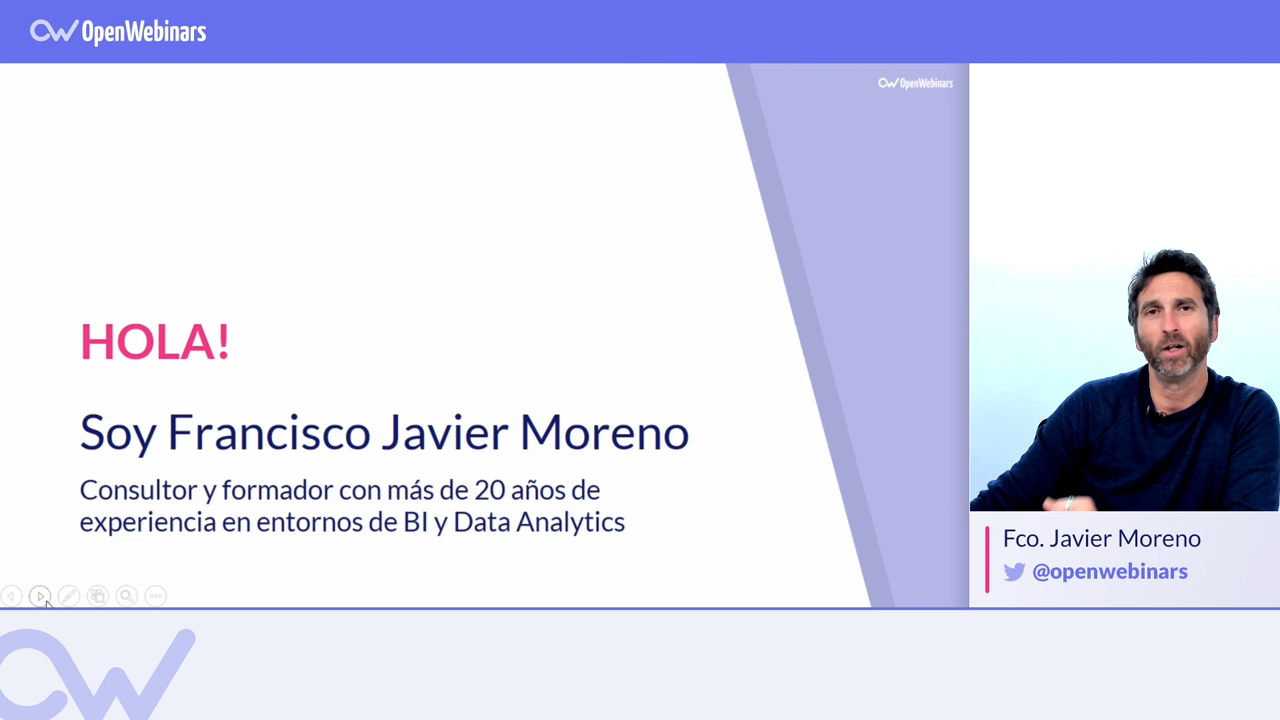 OpenWebinars
OpenWebinars
HOLA!
Soy Francisco Javier Moreno
Consultor y formador con más de 20 años de
experiencia en entornos de BI y Data Analytics
Fco. Javier Moreno
@openwebinars